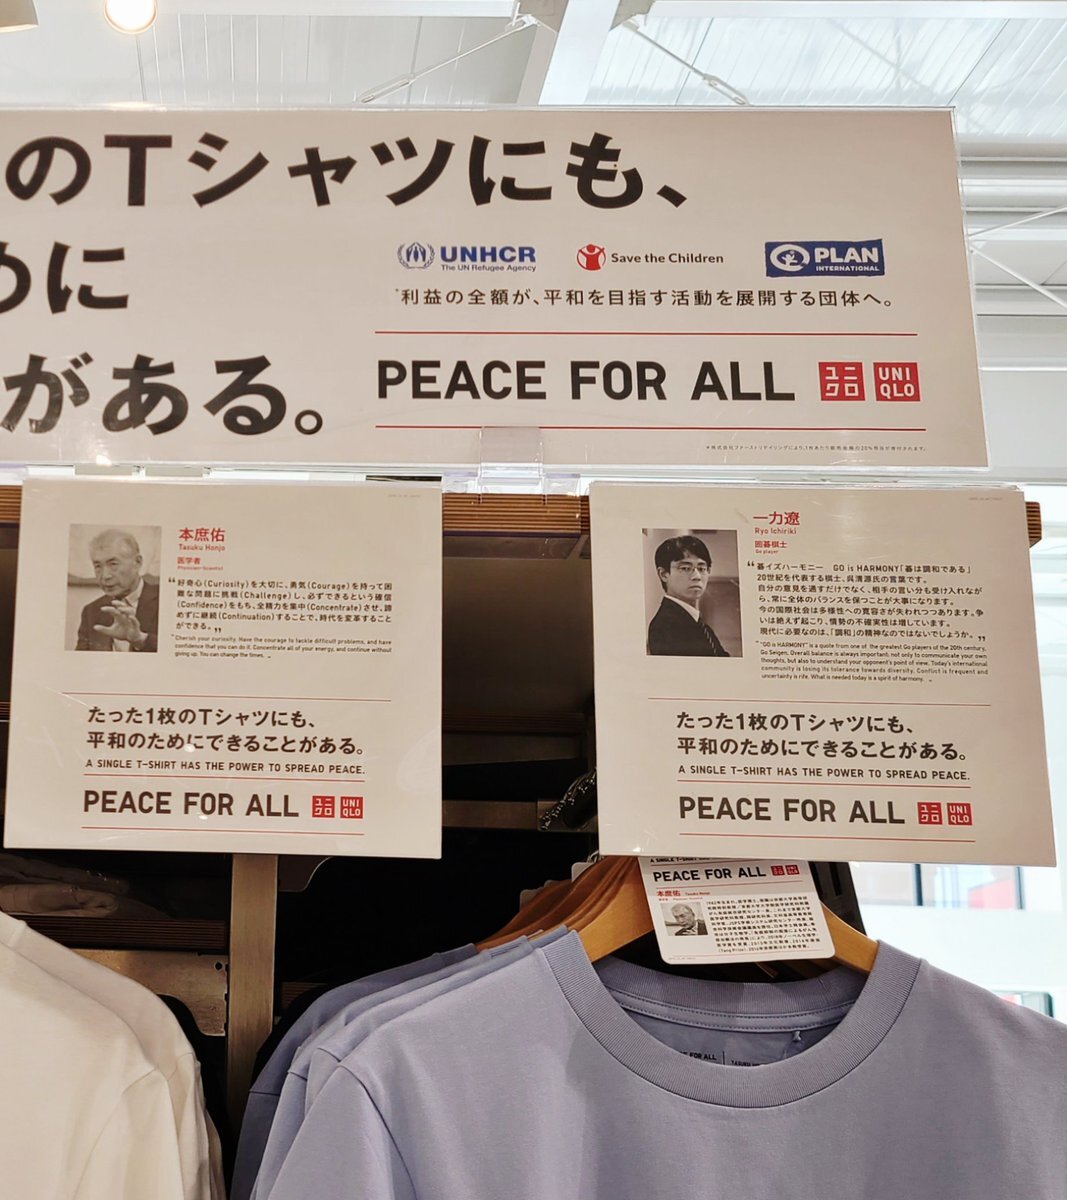 のTシャツにも、
めに
がある。
UNHCR
The UN Refugee Agency
Save the Children
PLAN
INTERNATIONAL
*利益の全額が、平和を目指す活動を展開する団体へ。
PEACE FOR ALL
ユニクロ
UNI
QLO
本庶佑
Tasuku Honjo
医学者
Physician-Scientist
“好奇心(Curiosity)を大切に、勇気(Courage)を持って困
難な問題に挑戦(Challenge)し、必ずできるという確信
(Confidence)をもち、全精力を集中(Concentrate)させ、諦
めずに継続(Continuation)することで、時代を変革すること
ができる。”
“Cherish your curiosity. Have the courage to tackle difficult problems, and have
confidence that you can do it. Concentrate all of your energy, and continue without
giving up. You can change the times.„
たった1枚のTシャツにも、
平和のためにできることがある。
A SINGLE T-SHIRT HAS THE POWER TO SPREAD PEACE.
PEACE FOR ALL
ユニクロ
UNI
QLO
一力遼
Ryo Ichiriki
囲碁棋士
Go player
“碁イズハーモニー GO is HARMONY「碁は調和である」
20世紀を代表する棋士、呉清源氏の言葉です。
自分の意見を通すだけでなく、相手の言い分も受け入れなが
ら、常に全体のバランスを保つことが大事になります。
今の国際社会は多様性への寛容さが失われつつあります。争
いは絶えず起こり、情勢の不確実性は増しています。
現代に必要なのは、「調和」の精神なのではないでしょうか。”
“"GO is HARMONY" is a quote from one of the greatest Go players of the 20th century,
Go Seigen. Overall balance is always important; not only to communicate your own
thoughts, but also to understand your opponent's point of view. Today's international
community is losing its tolerance towards diversity. Conflict is frequent and
uncertainty is rife. What is needed today is a spirit of harmony.„
たった1枚のTシャツにも、
平和のためにできることがある。
A SINGLE T-SHIRT HAS THE POWER TO SPREAD PEACE.
PEACE FOR ALL
ユニクロ
UNI
QLO
PEACE FOR ALL
本庶佑 Tasuku Honjo
FOR ALL